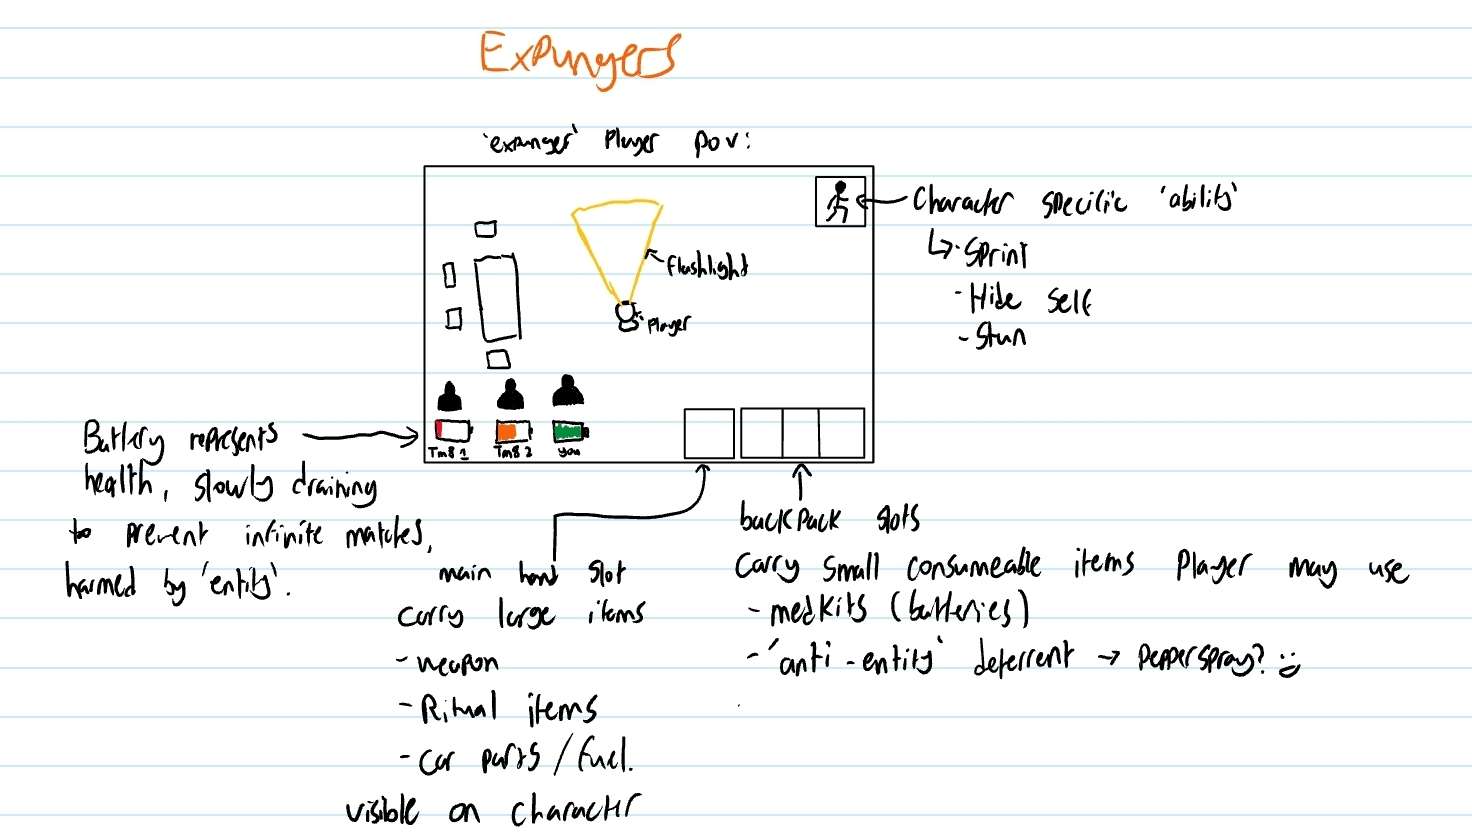 Expungers
'expunger' Player pov:
Character specific 'ability'
↳ · Sprint
- Hide self
- Stun
flashlight
player
Tm8 1
Tm8 2
you
Battery represents
health, slowly draining
to prevent infinite matches,
harmed by 'entity'.
main hand slot
Carry large items
- weapon
- Ritual items
- Car parts / fuel.
visible on character
backpack slots
Carry small consumeable items Player may use
- medkits (batteries)
- 'anti-entity' deterrent → pepperspray? :)